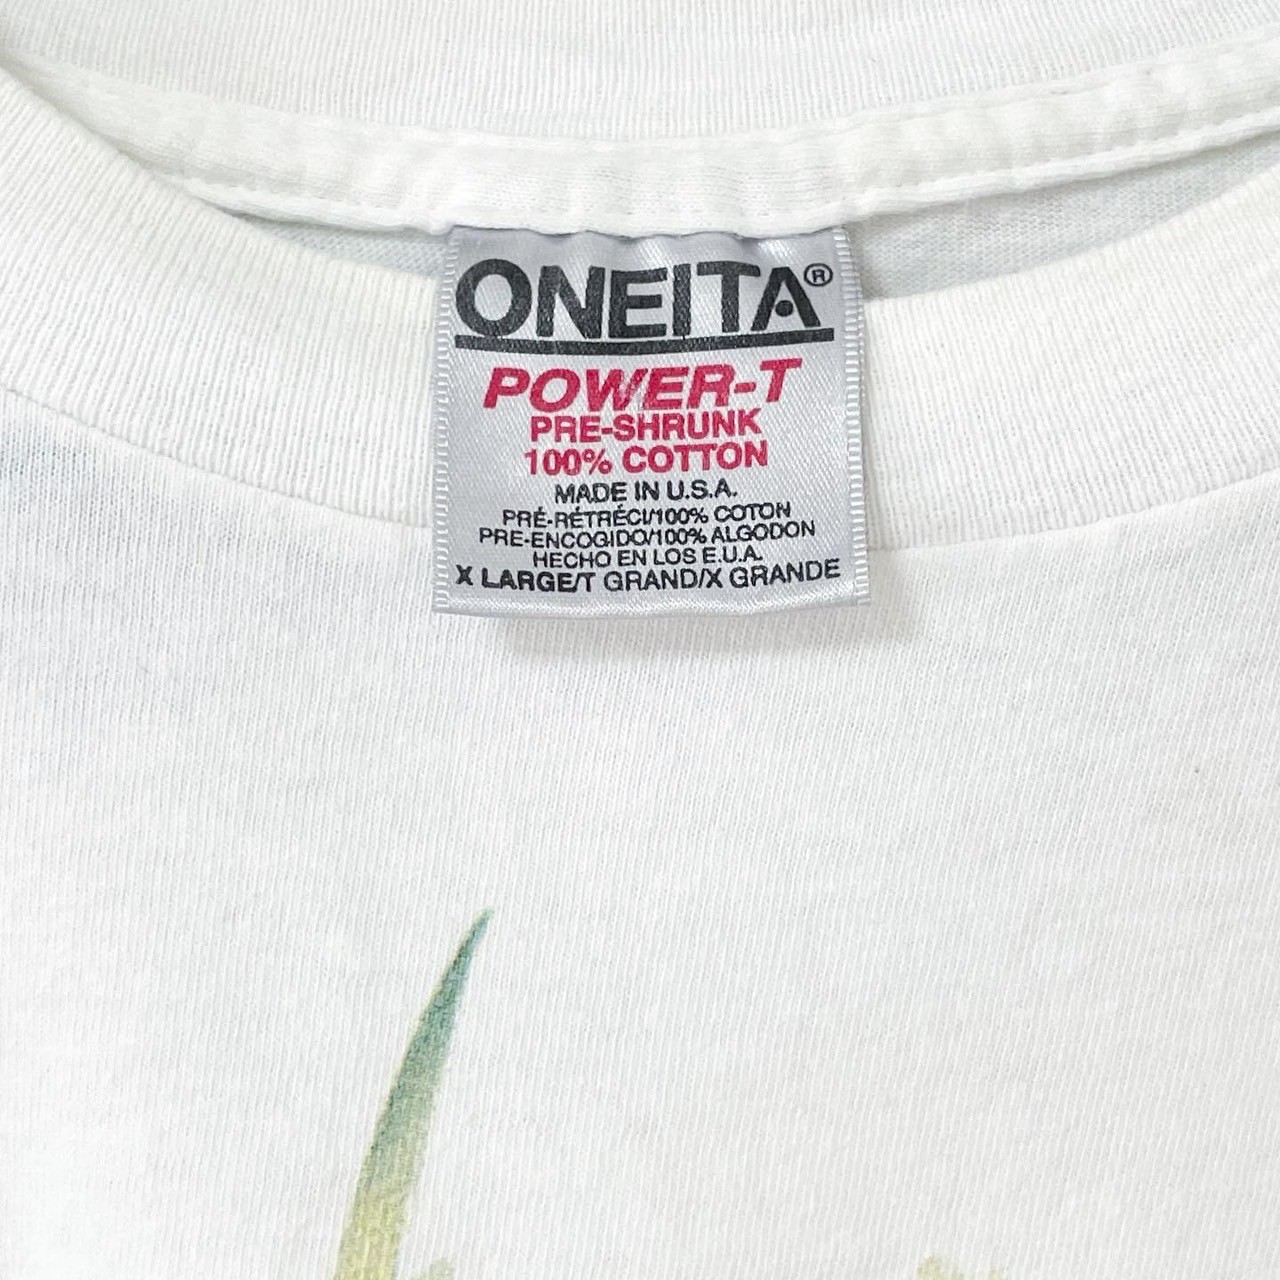 ONEITA®
POWER-T
PRE-SHRUNK
100% COTTON
MADE IN U.S.A.
PRÉ-RÉTRÉCI/100% COTON
PRE-ENCOGIDO/100% ALGODON
HECHO EN LOS E.U.A.
X LARGE/T GRAND/X GRANDE